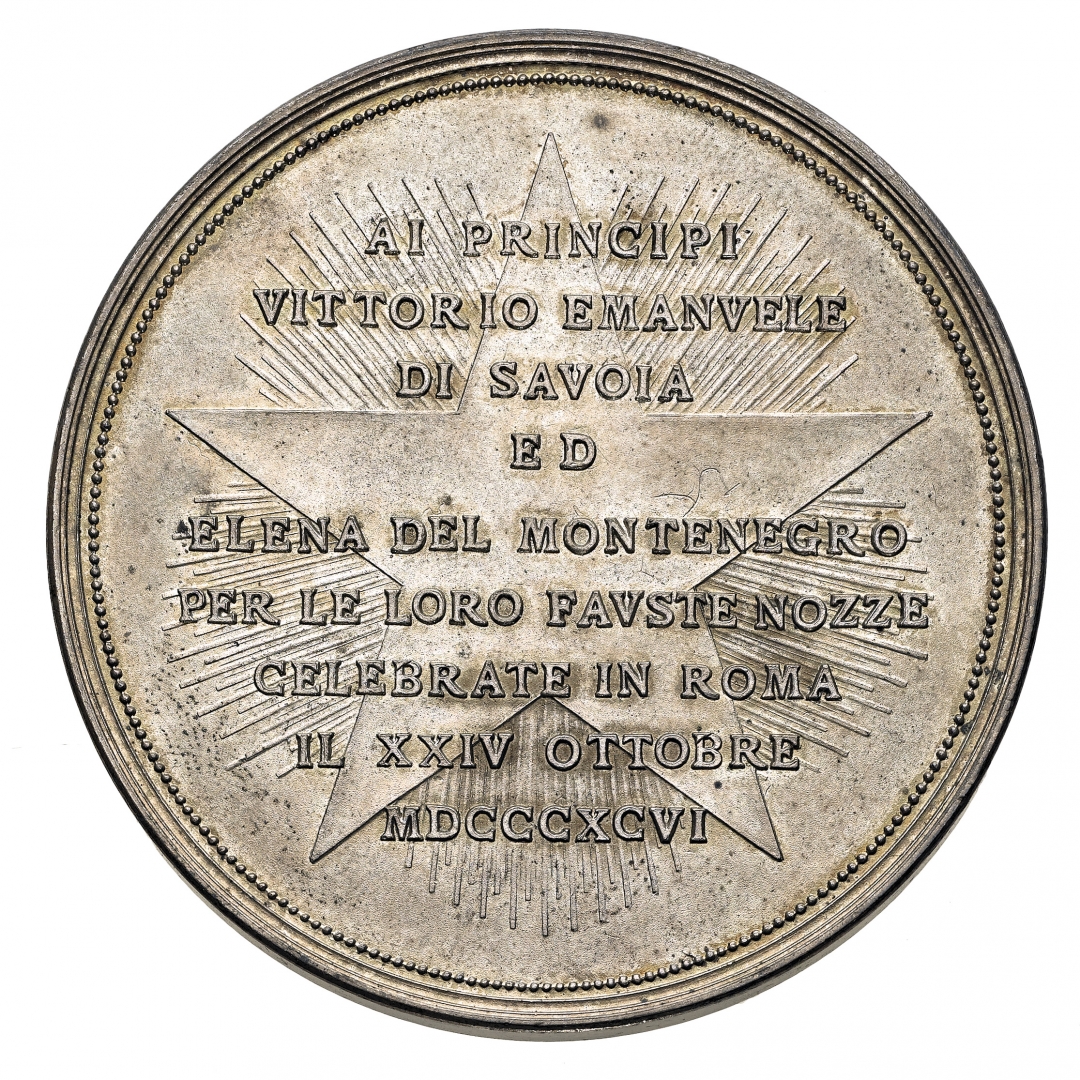 AI PRINCIPI
VITTORIO EMANVELE
DI SAVOIA
ED
ELENA DEL MONTENEGRO
PER LE LORO FAVSTE NOZZE
CELEBRATE IN ROMA
IL XXIV OTTOBRE
MDCCCXCVI